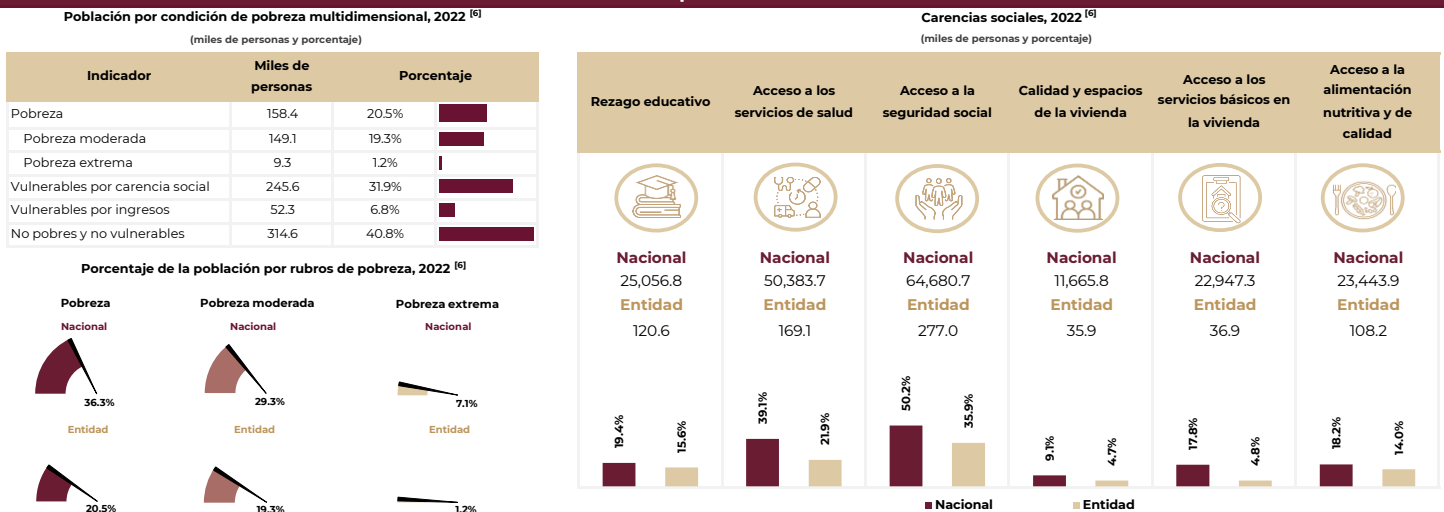 Población por condición de pobreza multidimensional, 2022 [6]
(miles de personas y porcentaje)
Indicador
Miles de
personas
Porcentaje
Pobreza 158.4 20.5%
Pobreza moderada 149.1 19.3%
Pobreza extrema 9.3 1.2%
Vulnerables por carencia social 245.6 31.9%
Vulnerables por ingresos 52.3 6.8%
No pobres y no vulnerables 314.6 40.8%
Porcentaje de la población por rubros de pobreza, 2022 [6]
Pobreza
Pobreza moderada
Pobreza extrema
Nacional
Nacional
Nacional
36.3%
29.3%
7.1%
Entidad
Entidad
Entidad
20.5%
19.3%
1.2%
Carencias sociales, 2022 [6]
(miles de personas y porcentaje)
Rezago educativo
Acceso a los
servicios de salud
Acceso a la
seguridad social
Calidad y espacios
de la vivienda
Acceso a los
servicios básicos en
la vivienda
Acceso a la
alimentación
nutritiva y de
calidad
Nacional Nacional Nacional Nacional Nacional Nacional
25,056.8 50,383.7 64,680.7 11,665.8 22,947.3 23,443.9
Entidad Entidad Entidad Entidad Entidad Entidad
120.6 169.1 277.0 35.9 36.9 108.2
19.4% 15.6% 39.1% 21.9% 50.2% 35.9% 9.1% 4.7% 17.8% 4.8% 18.2% 14.0%
Nacional Entidad